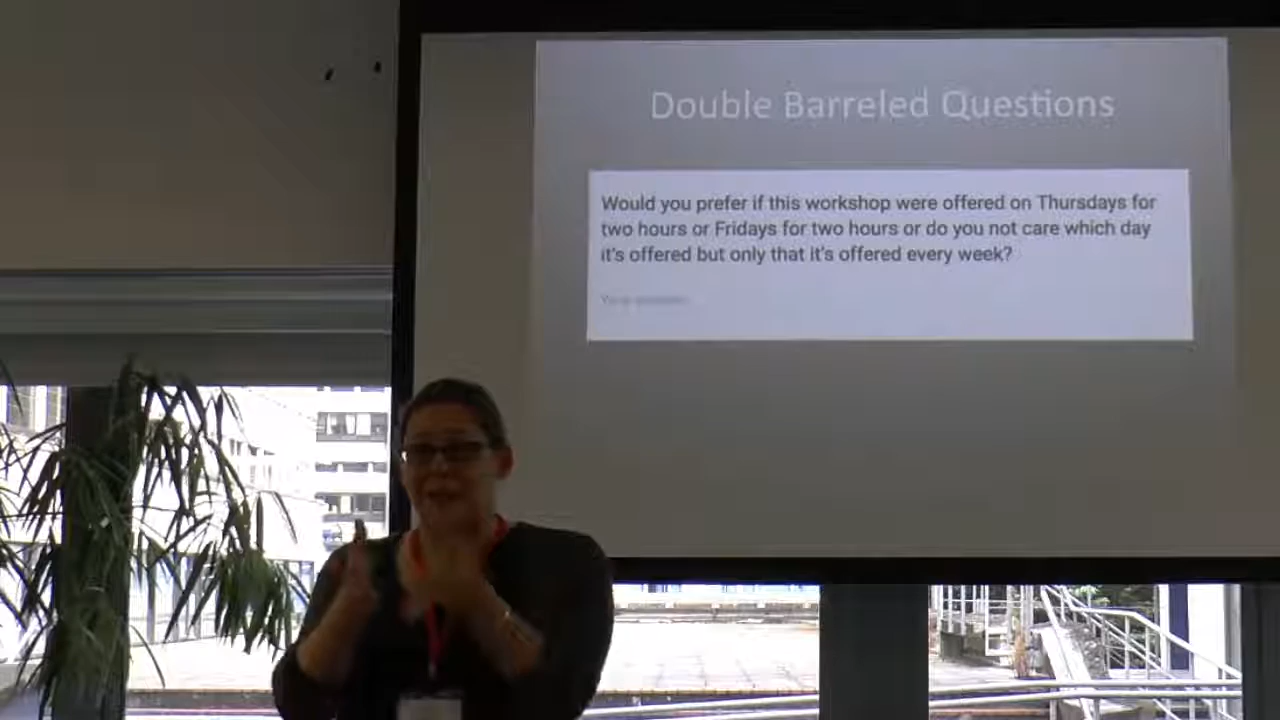 Double Barreled Questions
Would you prefer if this workshop were offered on Thursdays for
two hours or Fridays for two hours or do you not care which day
it's offered but only that it's offered every week?